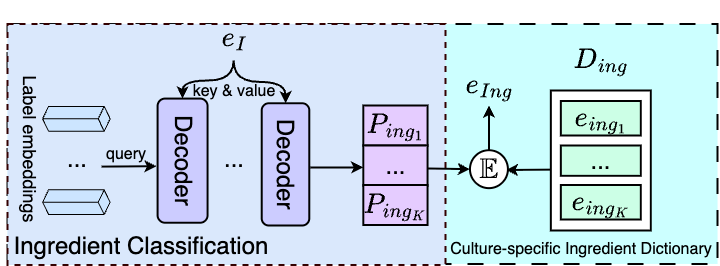 e_I
key & value
Label embeddings
...
query
Decoder
...
Decoder
P_{ing_1}
...
P_{ing_K}
Ingredient Classification
e_{Ing}
𝔼
D_{ing}
e_{ing_1}
...
e_{ing_K}
Culture-specific Ingredient Dictionary